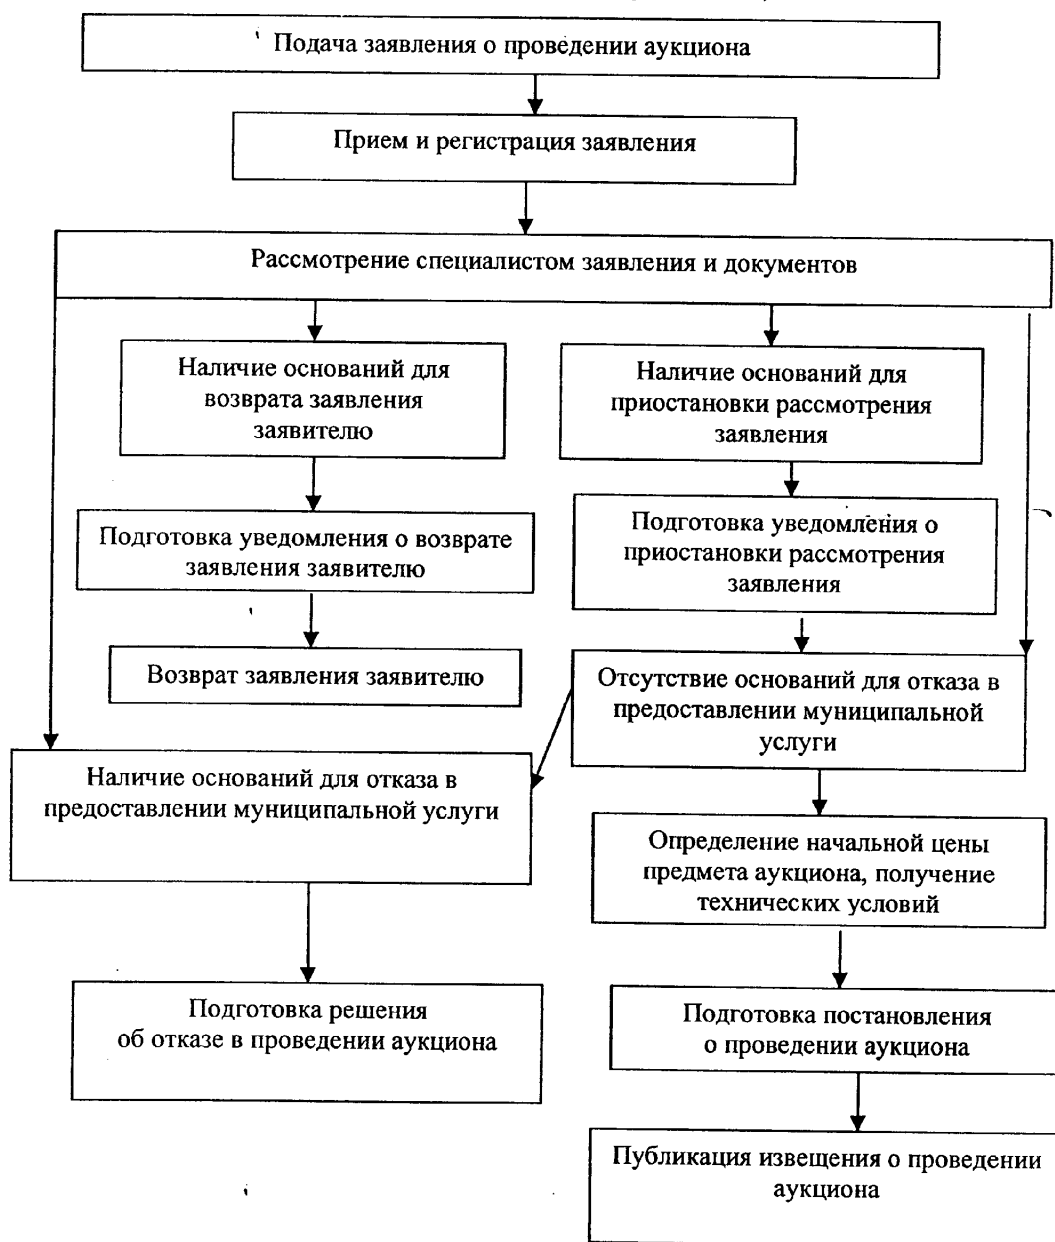 Подача заявления о проведении аукциона
Прием и регистрация заявления
Рассмотрение специалистом заявления и документов
Наличие оснований для
возврата заявления
заявителю
Наличие оснований для
приостановки рассмотрения
заявления
Подготовка уведомления о возврате
заявления заявителю
Подготовка уведомления о
приостановки рассмотрения
заявления
Возврат заявления заявителю
Отсутствие оснований для отказа в
предоставлении муниципальной
услуги
Наличие оснований для отказа в
предоставлении муниципальной услуги
Определение начальной цены
предмета аукциона, получение
технических условий
Подготовка решения
об отказе в проведении аукциона
Подготовка постановления
о проведении аукциона
Публикация извещения о проведении
аукциона